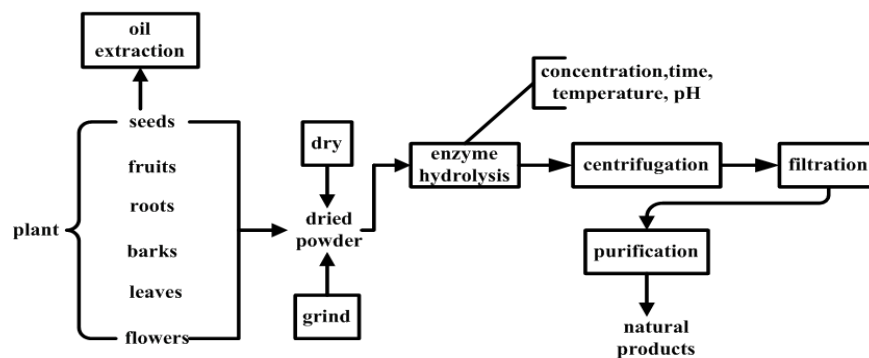 oil
extraction
seeds
fruits
roots
plant
barks
leaves
flowers
dry
dried
powder
grind
concentration,time,
temperature, pH
enzyme
hydrolysis
centrifugation
filtration
purification
natural
products